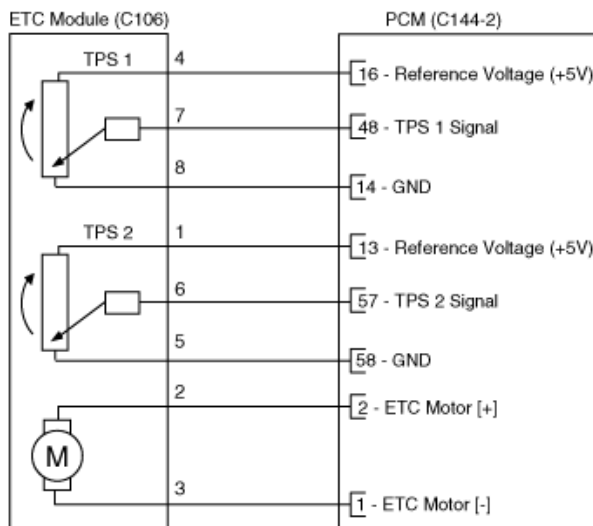 ETC Module (C106) PCM (C144-2)
TPS 1 4 16 - Reference Voltage (+5V)
7 48 - TPS 1 Signal
8 14 - GND
TPS 2 1 13 - Reference Voltage (+5V)
6 57 - TPS 2 Signal
5 58 - GND
2 2 - ETC Motor [+]
M
3 1 - ETC Motor [-]